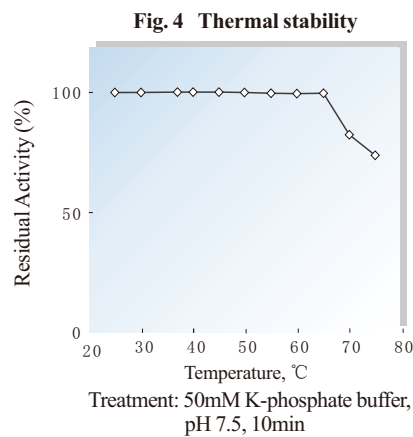 Fig. 4 Thermal stability
Residual Activity (%)
100
50
0
20 30 40 50 60 70 80
Temperature, ℃
Treatment: 50mM K-phosphate buffer,
pH 7.5, 10min